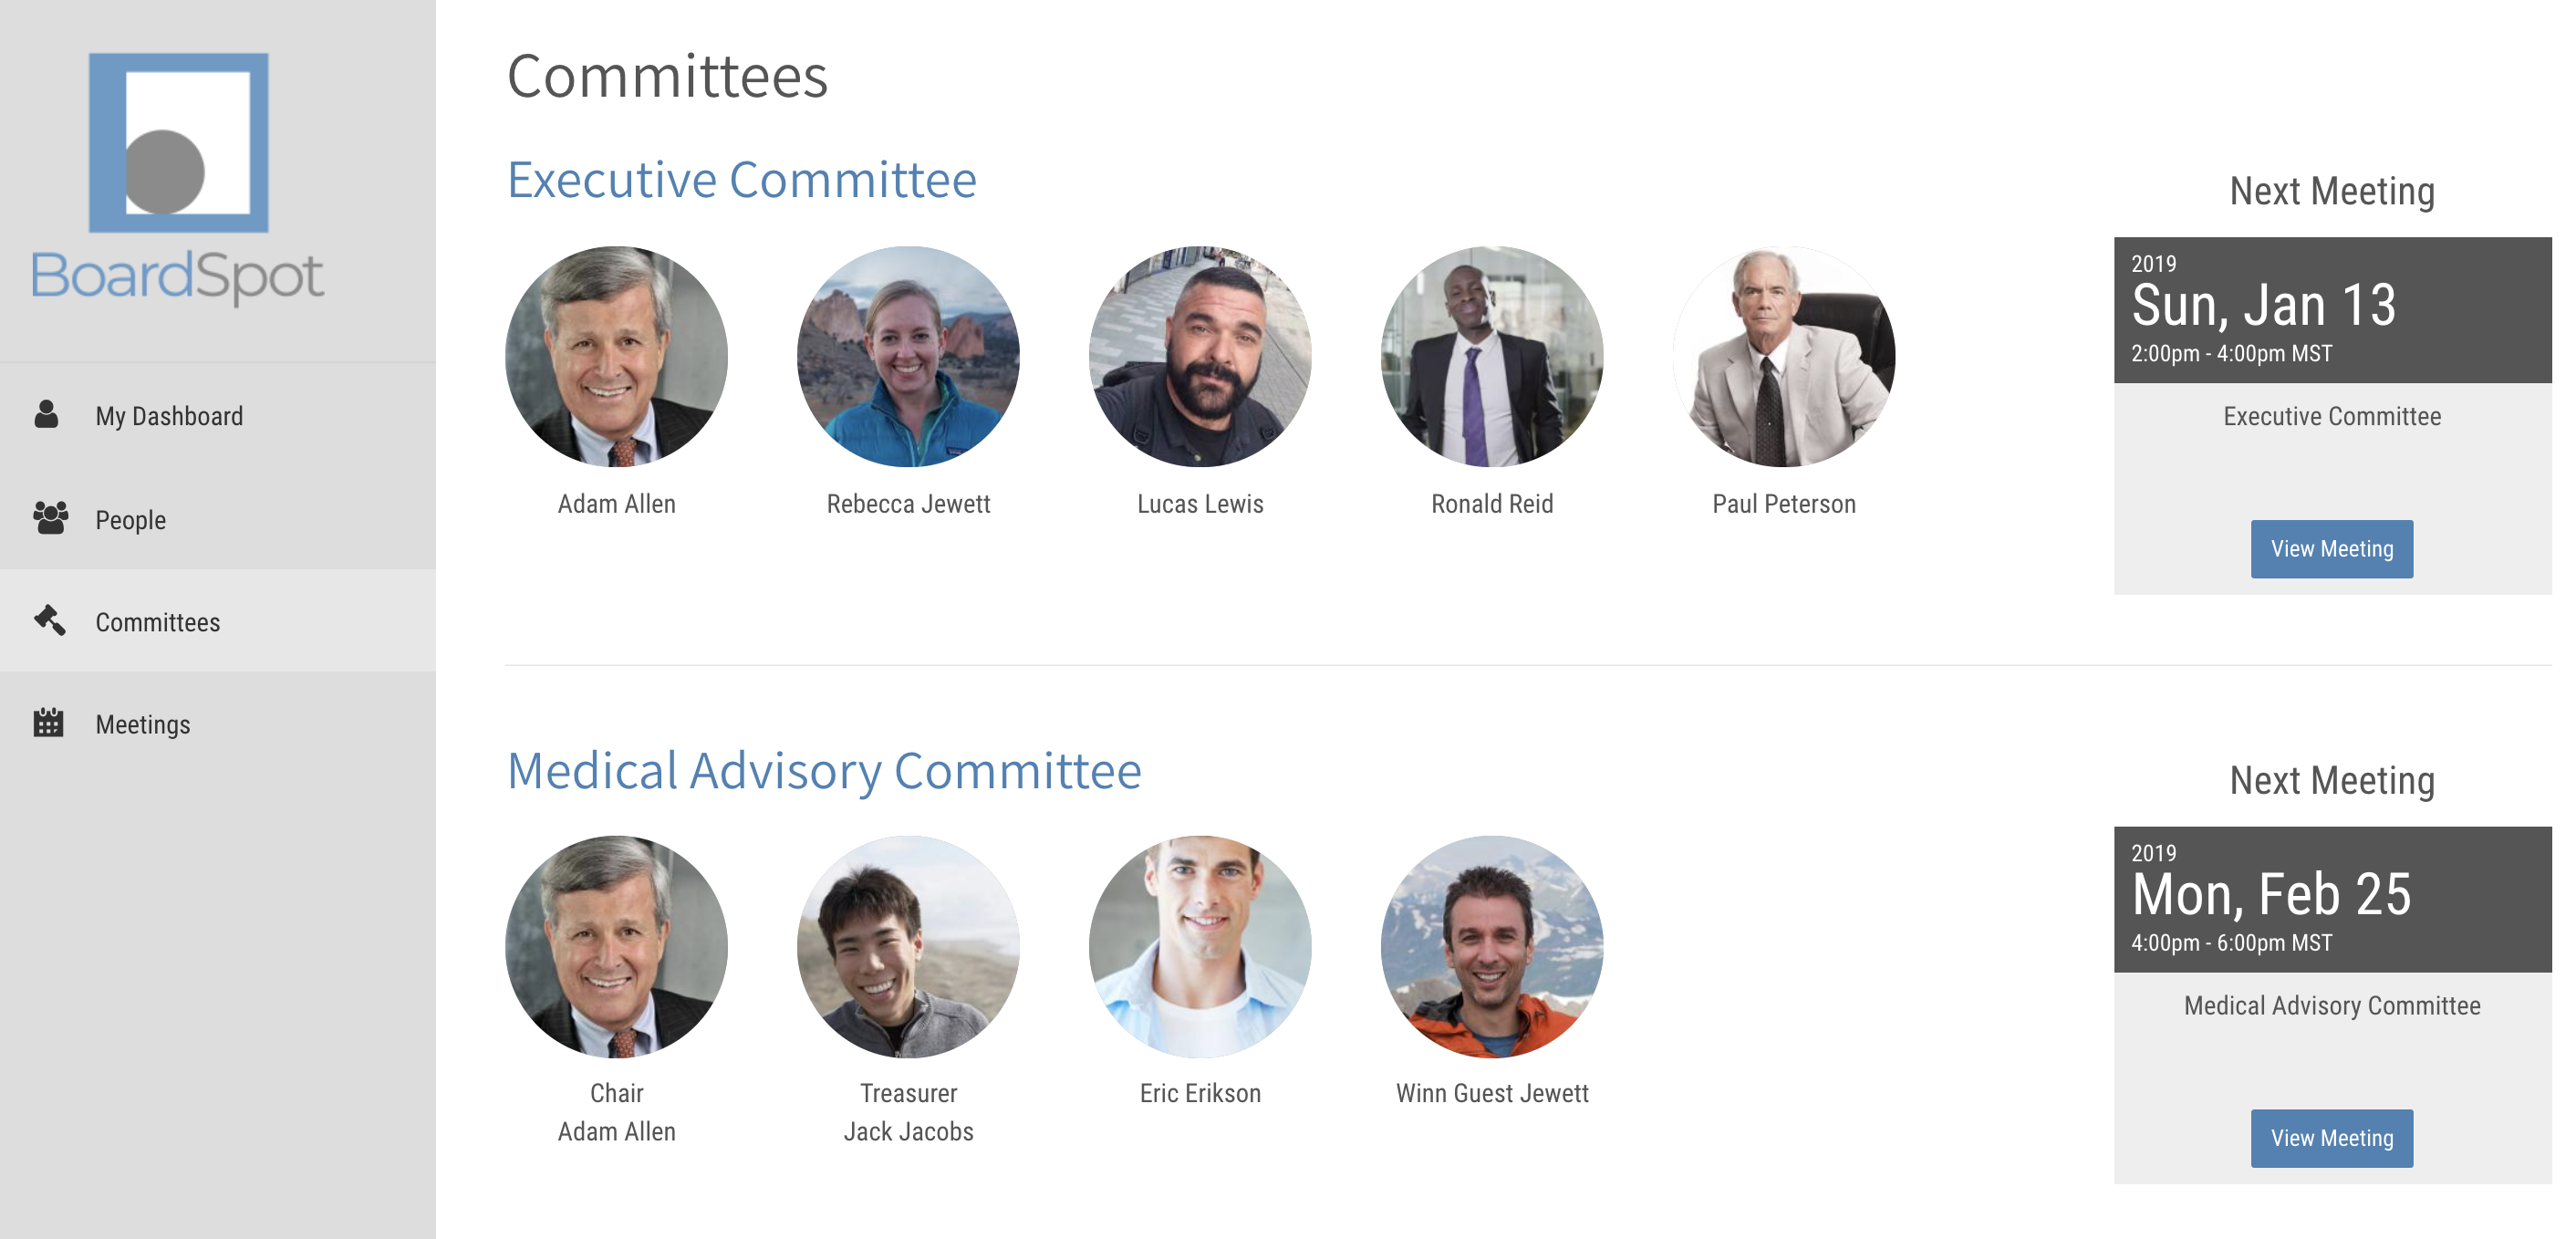 BoardSpot
My Dashboard
People
Committees
Meetings
Committees
Executive Committee
Adam Allen
Rebecca Jewett
Lucas Lewis
Ronald Reid
Paul Peterson
Next Meeting
2019
Sun, Jan 13
2:00pm - 4:00pm MST
Executive Committee
View Meeting
Medical Advisory Committee
Chair
Adam Allen
Treasurer
Jack Jacobs
Eric Erikson
Winn Guest Jewett
Next Meeting
2019
Mon, Feb 25
4:00pm - 6:00pm MST
Medical Advisory Committee
View Meeting